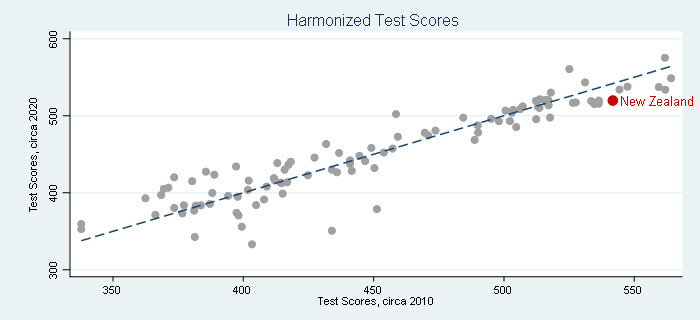 Harmonized Test Scores
600
500
400
300
Test Scores, circa 2020
New Zealand
350
400
450
500
550
Test Scores, circa 2010